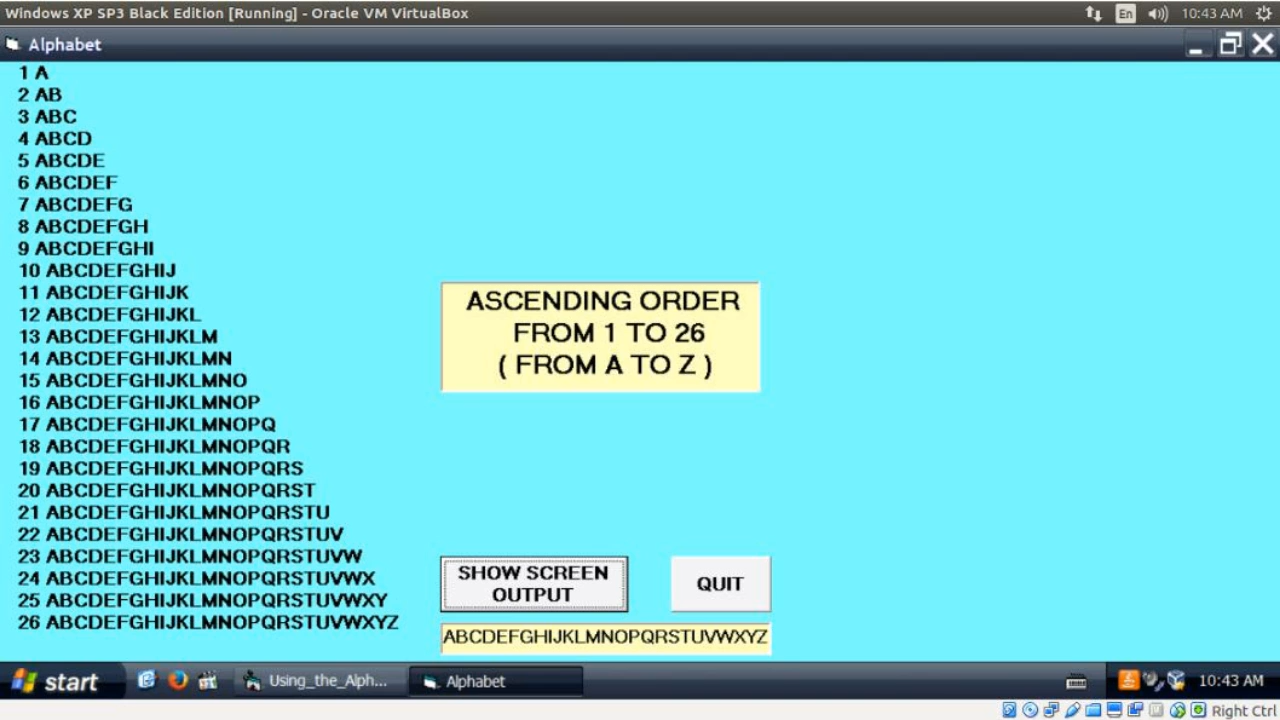 Windows XP SP3 Black Edition [Running] - Oracle VM VirtualBox
En
10:43 AM
Alphabet
1 A
2 AB
3 ABC
4 ABCD
5 ABCDE
6 ABCDEF
7 ABCDEFG
8 ABCDEFGH
9 ABCDEFGHI
10 ABCDEFGHIJ
11 ABCDEFGHIJK
12 ABCDEFGHIJKL
13 ABCDEFGHIJKLM
14 ABCDEFGHIJKLMN
15 ABCDEFGHIJKLMNO
16 ABCDEFGHIJKLMNOP
17 ABCDEFGHIJKLMNOPQ
18 ABCDEFGHIJKLMNOPQR
19 ABCDEFGHIJKLMNOPQRS
20 ABCDEFGHIJKLMNOPQRST
21 ABCDEFGHIJKLMNOPQRSTU
22 ABCDEFGHIJKLMNOPQRSTUV
23 ABCDEFGHIJKLMNOPQRSTUVW
24 ABCDEFGHIJKLMNOPQRSTUVWX
25 ABCDEFGHIJKLMNOPQRSTUVWXY
26 ABCDEFGHIJKLMNOPQRSTUVWXYZ
ASCENDING ORDER
FROM 1 TO 26
( FROM A TO Z )
SHOW SCREEN
OUTPUT
QUIT
ABCDEFGHIJKLMNOPQRSTUVWXYZ
start
Using_the_Alph...
Alphabet
10:43 AM
Right Ctrl